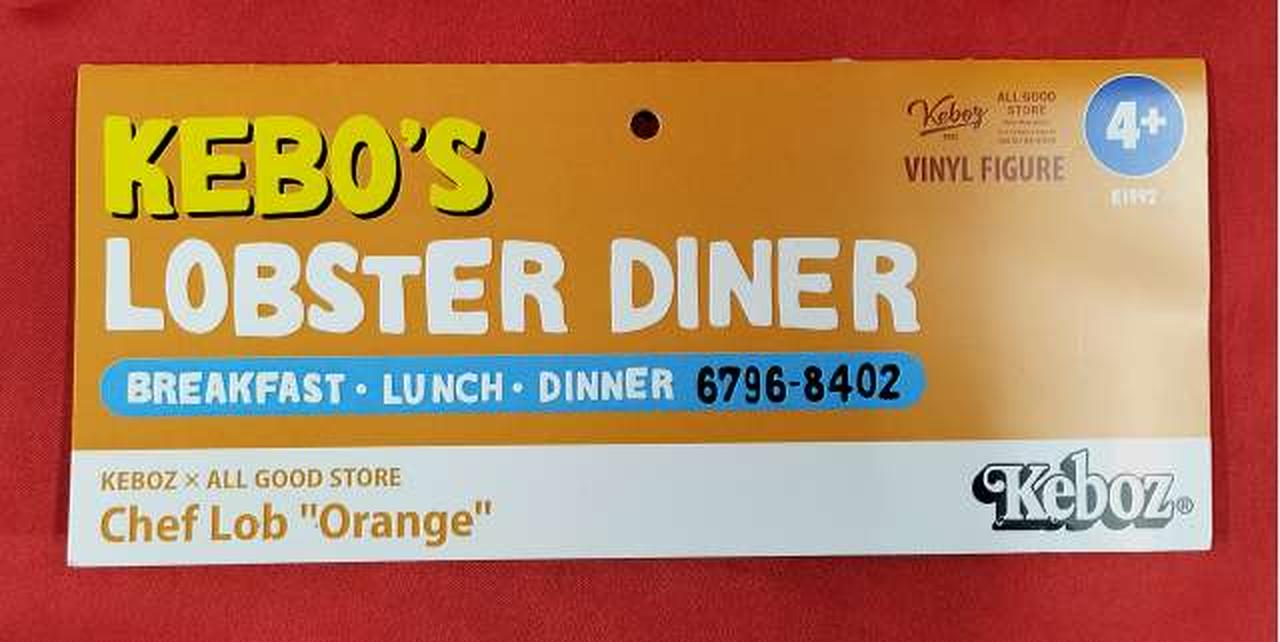 KEBO'S
LOBSTER DINER
BREAKFAST • LUNCH • DINNER 6796-8402
Keboz
ALL GOOD
STORE
VINYL FIGURE
4+
KEBOZ × ALL GOOD STORE
Chef Lob "Orange"
Keboz®